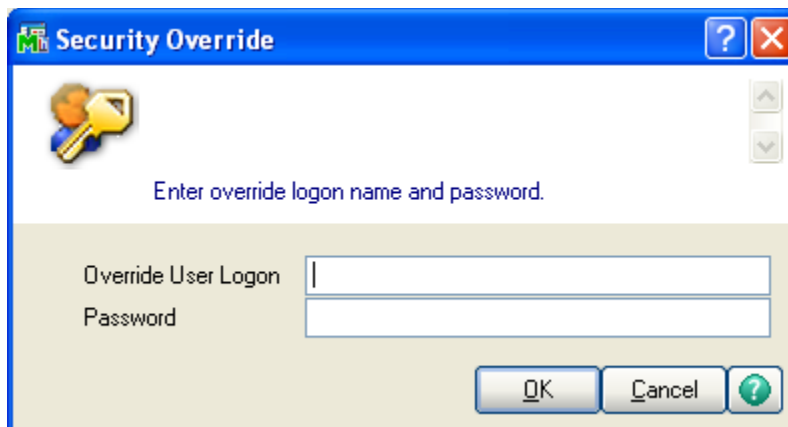 Security Override
Enter override logon name and password.
Override User Logon
Password
OK
Cancel